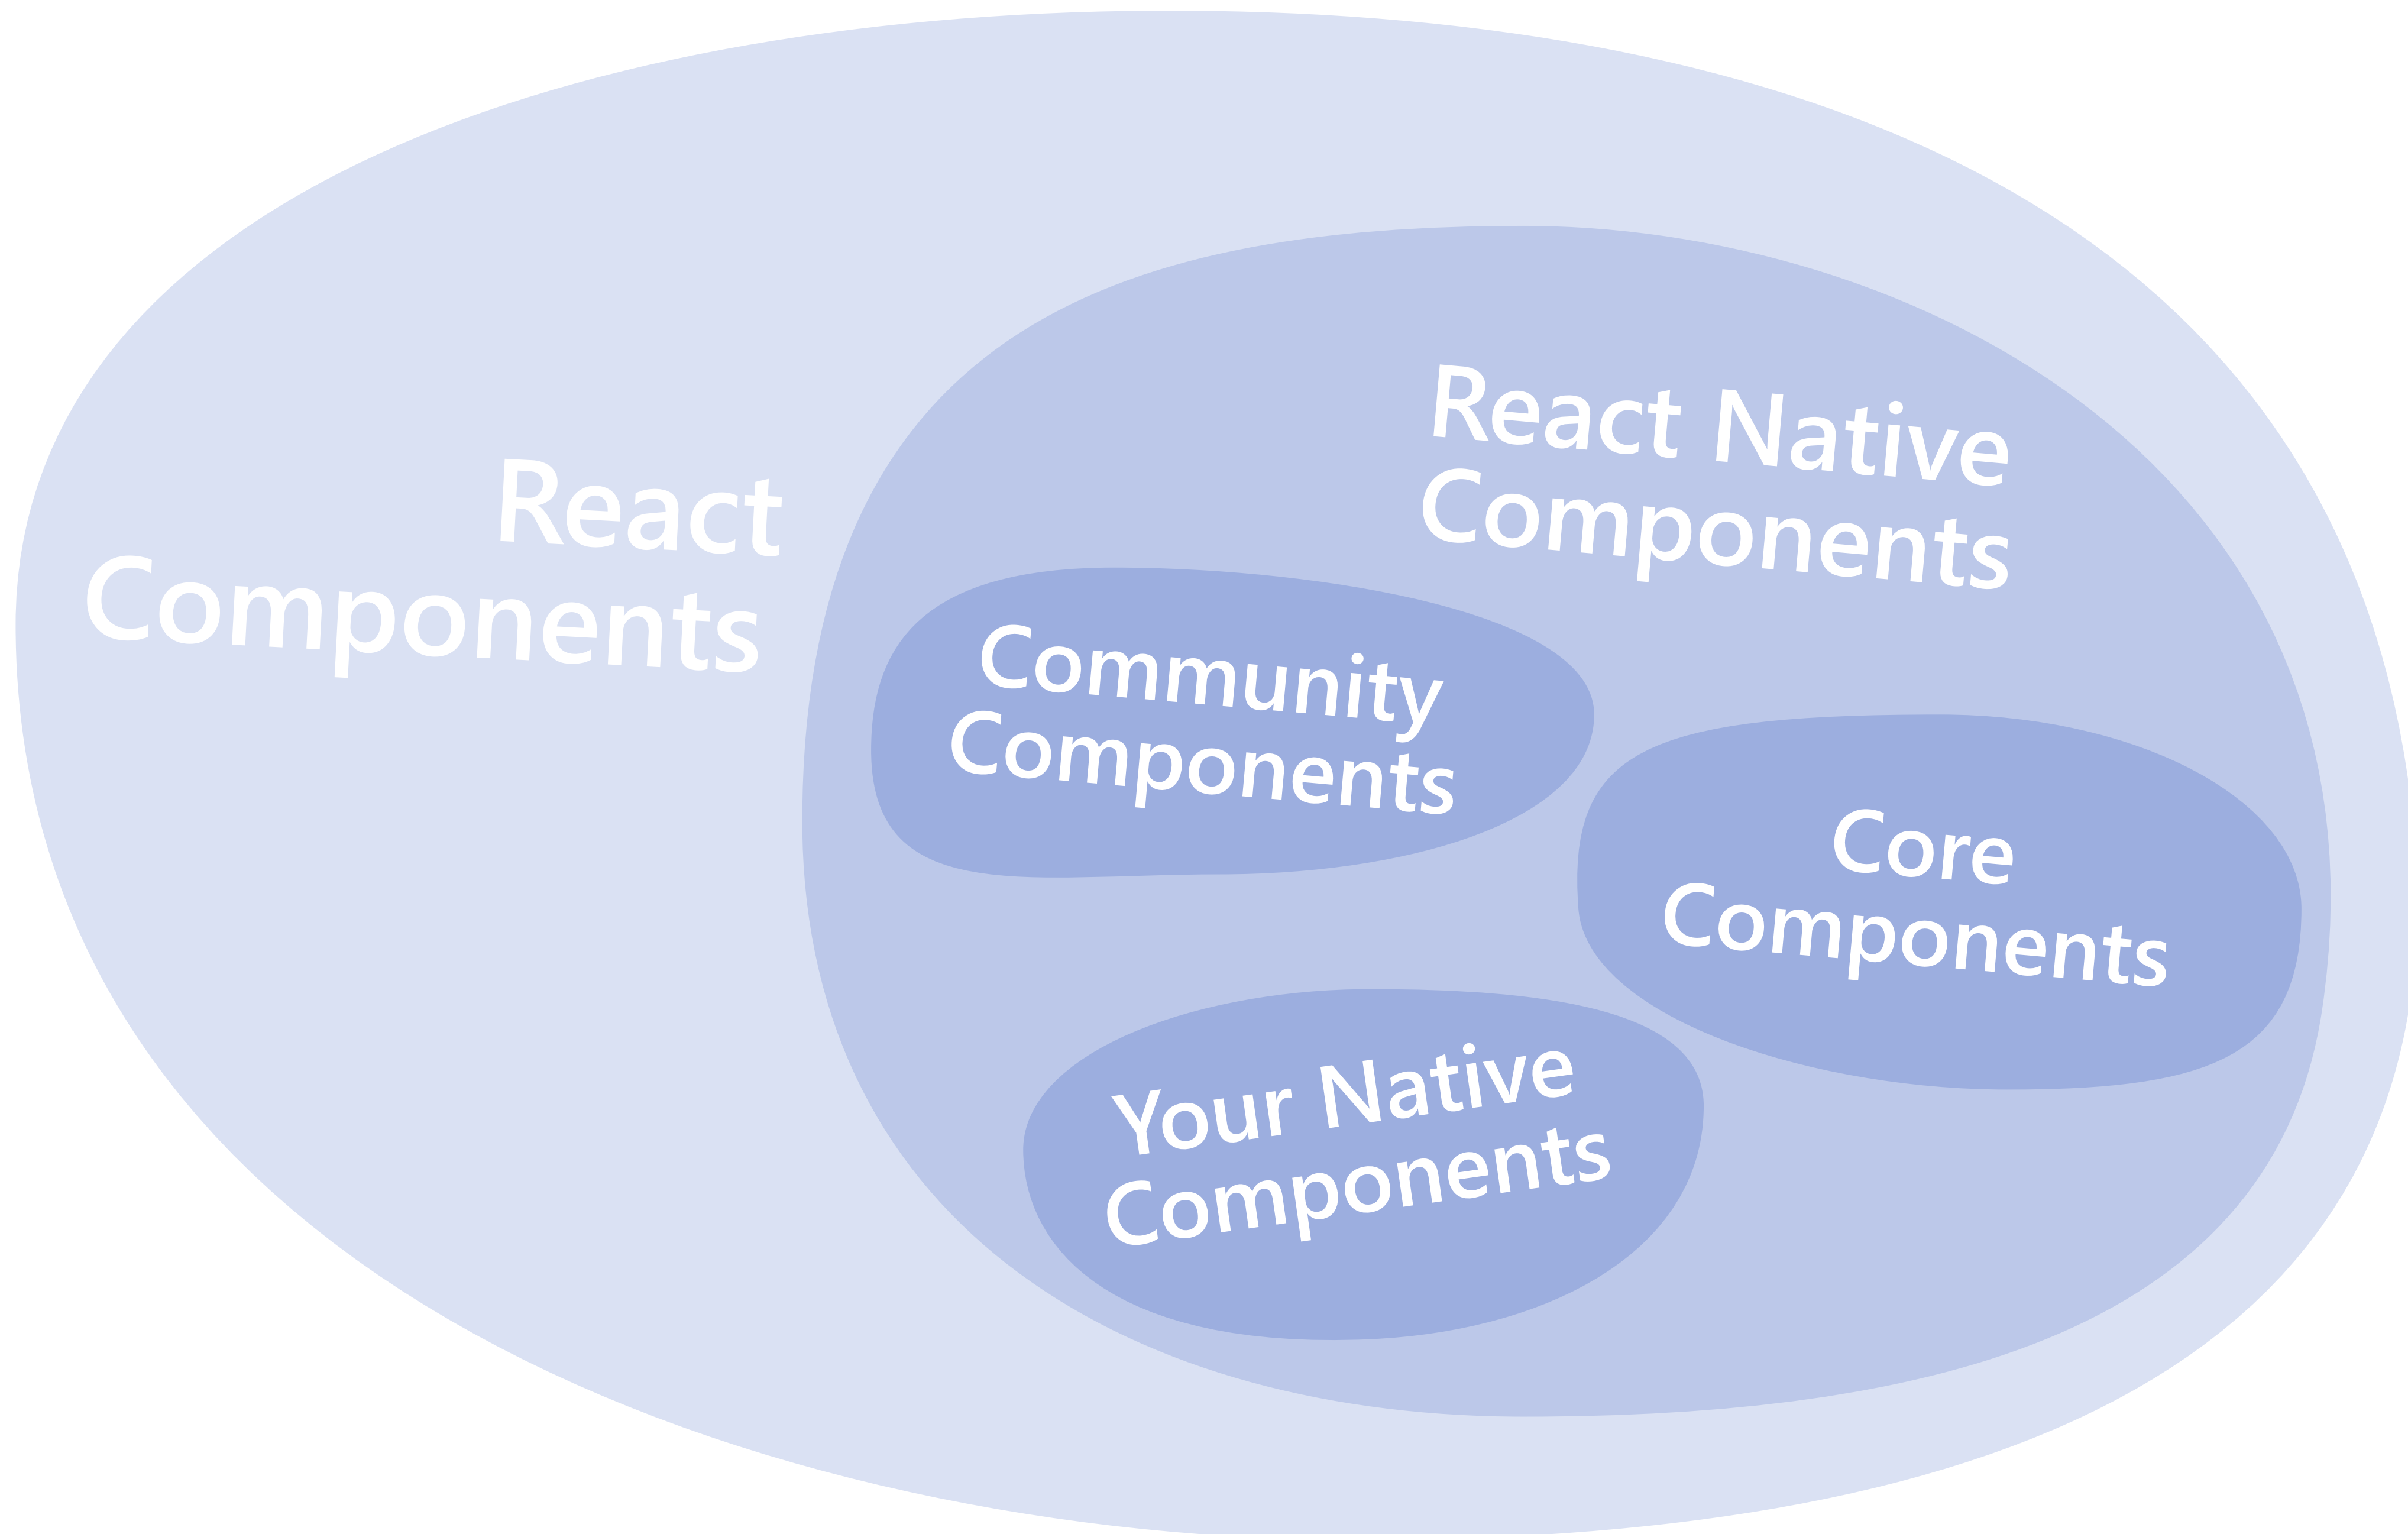 React
Components
React Native
Components
Community
Components
Core
Components
Your Native
Components